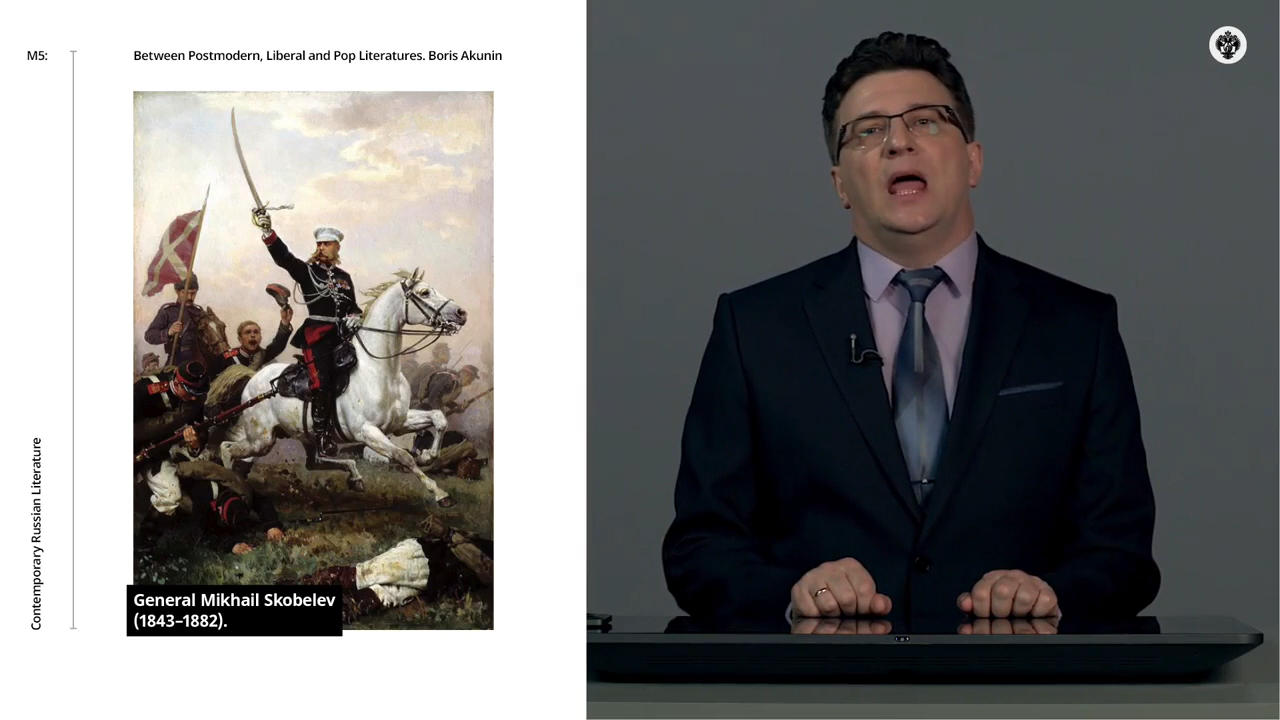 M5:
Between Postmodern, Liberal and Pop Literatures. Boris Akunin
Contemporary Russian Literature
General Mikhail Skobelev
(1843–1882).